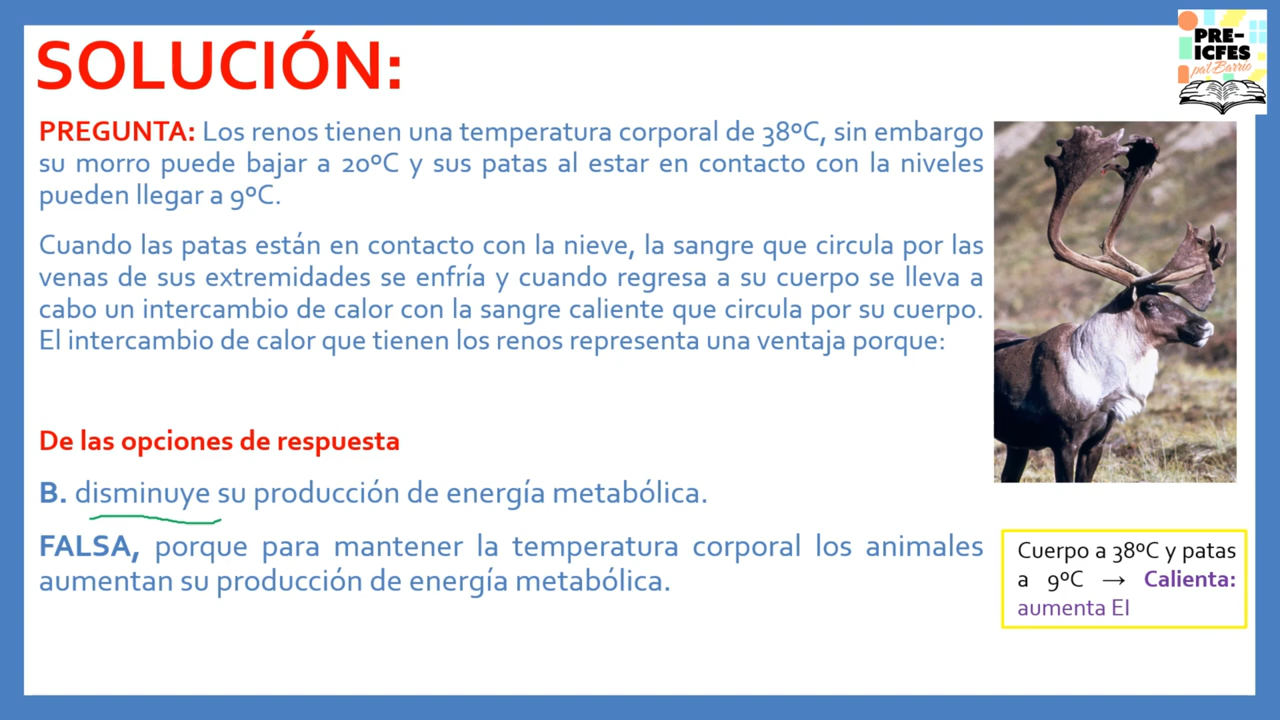 SOLUCIÓN:
PRE-
ICFES
pa'l Barrio
PREGUNTA: Los renos tienen una temperatura corporal de 38ºC, sin embargo
su morro puede bajar a 20ºC y sus patas al estar en contacto con la niveles
pueden llegar a 9ºC.
Cuando las patas están en contacto con la nieve, la sangre que circula por las
venas de sus extremidades se enfría y cuando regresa a su cuerpo se lleva a
cabo un intercambio de calor con la sangre caliente que circula por su cuerpo.
El intercambio de calor que tienen los renos representa una ventaja porque:
De las opciones de respuesta
B. disminuye su producción de energía metabólica.
FALSA, porque para mantener la temperatura corporal los animales
aumentan su producción de energía metabólica.
Cuerpo a 38ºC y patas
a 9ºC → Calienta:
aumenta EI